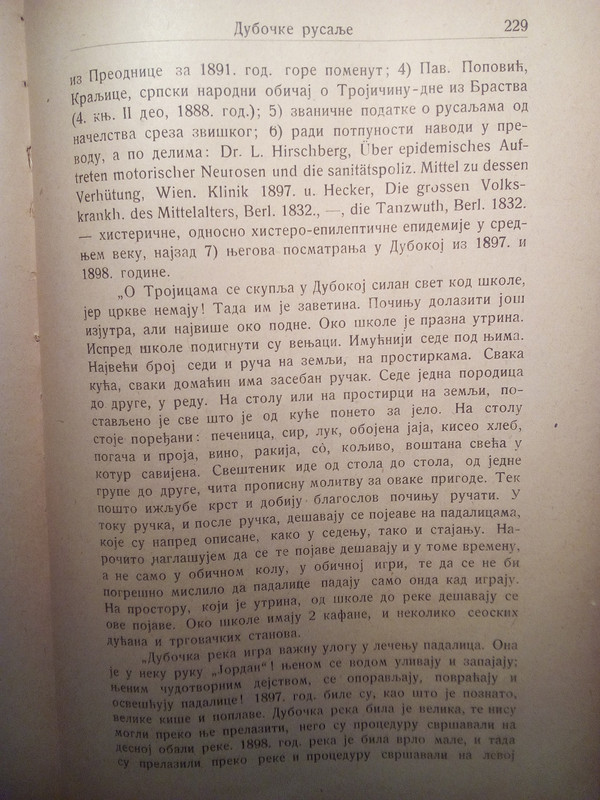 Дубочке русаље 229
из Преоднице за 1891. год. горе поменут; 4) Пав. Поповић,
Краљице, српски народни обичај о Тројичину-дне из Браства
(4. књ. II део, 1888. год.); 5) званичне податке о русаљама од
начелства среза звишког; 6) ради потпуности наводи у пре-
воду, а по делима: Dr. L. Hirschberg, Über epidemisches Auf-
treten motorischer Neurosen und die sanitätspoliz. Mittel zu dessen
Verhütung, Wien. Klinik 1897. u. Hecker, Die grossen Volks-
krankh. des Mittelalters, Berl. 1832., —, die Tanzwuth, Berl. 1832.
— хистеричне, односно хистеро-епилептичне епидемије у сред-
њем веку, најзад 7) његова посматрања у Дубокој из 1897. и
1898. године.
„О Тројицама се скупља у Дубокој силан свет код школе,
јер цркве немају! Тада им је заветина. Почињу долазити још
изјутра, али највише око подне. Око школе је празна утрина.
Испред школе подигнути су вењаци. Имућнији седе под њима.
Највећи број седи и руча на земљи, на простиркама. Свака
кућа, сваки домаћин има засебан ручак. Седе једна породица
до друге, у реду. На столу или на простирци на земљи, по-
стављено је све што је од куће понето за јело. На столу
стоје поређани: печеница, сир, лук, обојена јаја, кисео хлеб,
погача и проја, вино, ракија, сȏ, кољиво, воштана свећа у
котур савијена. Свештеник иде од стола до стола, од једне
групе до друге, чита прописну молитву за оваке пригоде. Тек
пошто ижљубе крст и добију благослов почињу ручати. У
току ручка, и после ручка, дешавају се појеаве на падалицама,
које су напред описане, како у седењу, тако и стајању. На-
рочито наглашујем да се те појаве дешавају и у томе времену,
а не само у обичном колу, у обичној игри, те да се не би
погрешно мислило да падалице падају само онда кад играју.
На простору, који је утрина, од школе до реке дешавају се
ове појаве. Око школе имају 2 кафане, и неколико сеоских
дућана и трговачких станова.
„Дубочка река игра важну улогу у лечењу падалица. Она
је у неку руку „Јордан“! њеном се водом уливају и запајају;
њеним чудотворним дејством, се опорављају, повраћају и
освешћују падалице! 1897. год. биле су, као што је познато,
велике кише и поплаве. Дубочка река била је велика, те нису
могли преко ње прелазити, него су процедуру свршавали на
десној обали реке. 1898. год. река је била врло мале, и тада
су прелазили преко реке и процедуру свршавали на левој